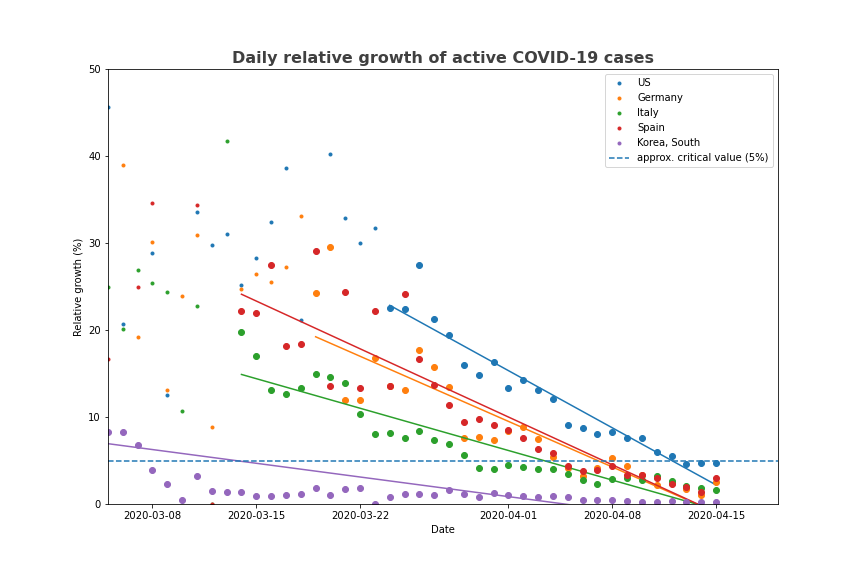 Daily relative growth of active COVID-19 cases
50
40
30
20
10
0
Relative growth (%)
US
Germany
Italy
Spain
Korea, South
approx. critical value (5%)
2020-03-08
2020-03-15
2020-03-22
2020-04-01
2020-04-08
2020-04-15
Date